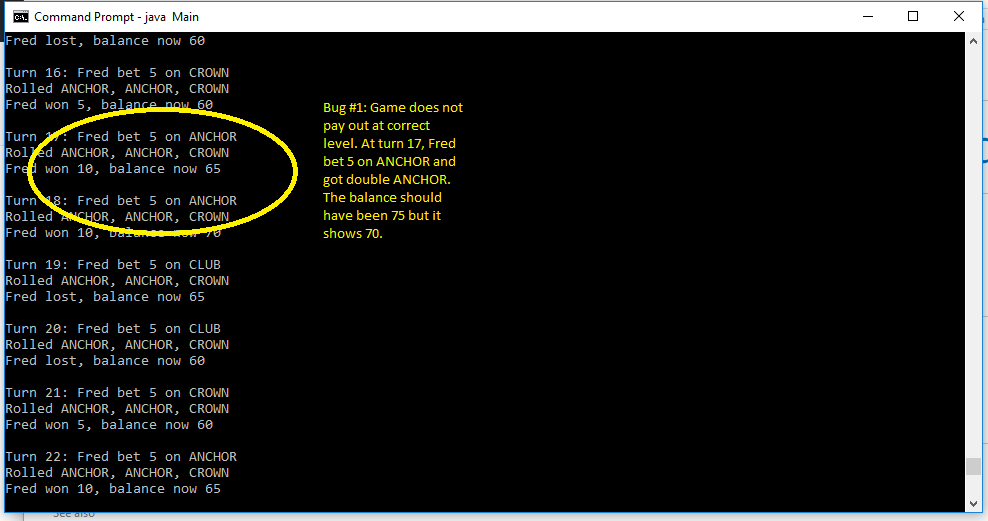 Command Prompt - java Main
Fred lost, balance now 60
Turn 16: Fred bet 5 on CROWN
Rolled ANCHOR, ANCHOR, CROWN
Fred won 5, balance now 60
Turn 17: Fred bet 5 on ANCHOR
Rolled ANCHOR, ANCHOR, CROWN
Fred won 10, balance now 65
Turn 18: Fred bet 5 on ANCHOR
Rolled ANCHOR, ANCHOR, CROWN
Fred won 10, balance now 70
Turn 19: Fred bet 5 on CLUB
Rolled ANCHOR, ANCHOR, CROWN
Fred lost, balance now 65
Turn 20: Fred bet 5 on CLUB
Rolled ANCHOR, ANCHOR, CROWN
Fred lost, balance now 60
Turn 21: Fred bet 5 on CROWN
Rolled ANCHOR, ANCHOR, CROWN
Fred won 5, balance now 60
Turn 22: Fred bet 5 on ANCHOR
Rolled ANCHOR, ANCHOR, CROWN
Fred won 10, balance now 65
Bug #1: Game does not
pay out at correct
level. At turn 17, Fred
bet 5 on ANCHOR and
got double ANCHOR.
The balance should
have been 75 but it
shows 70.
See also